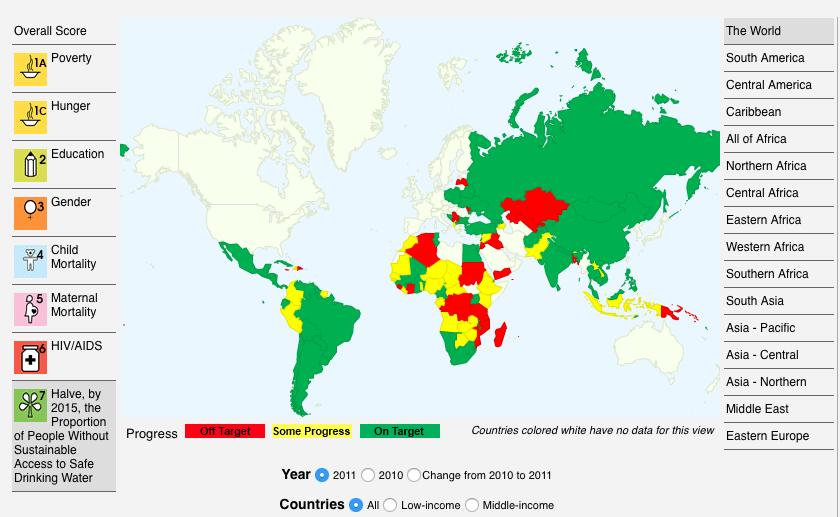 Overall Score
1A Poverty
1C Hunger
2 Education
3 Gender
4 Child
Mortality
5 Maternal
Mortality
6 HIV/AIDS
7 Halve, by
2015, the
Proportion
of People Without
Sustainable
Access to Safe
Drinking Water
The World
South America
Central America
Caribbean
All of Africa
Northern Africa
Central Africa
Eastern Africa
Western Africa
Southern Africa
South Asia
Asia - Pacific
Asia - Central
Asia - Northern
Middle East
Eastern Europe
Progress Off Target Some Progress On Target Countries colored white have no data for this view
Year 2011 2010 Change from 2010 to 2011
Countries All Low-income Middle-income